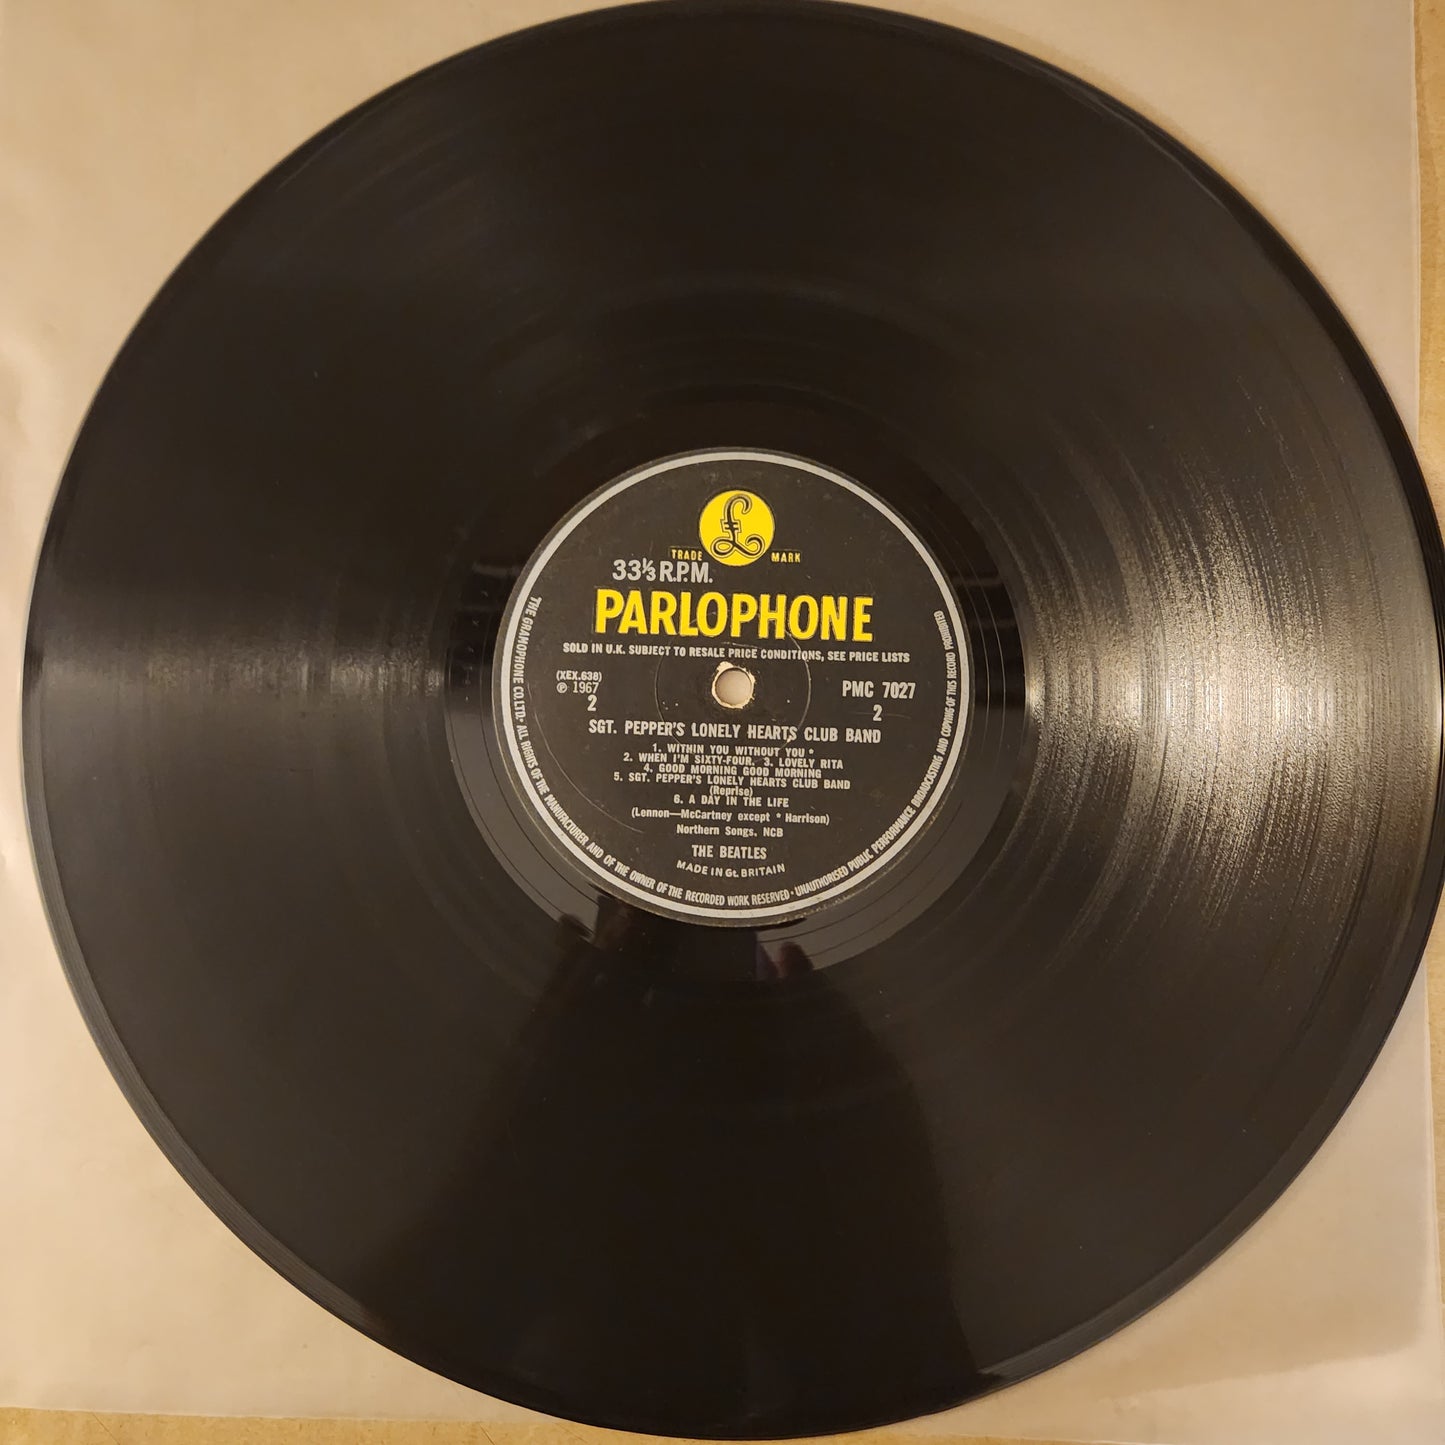 £
TRADE MARK
33⅓ R.P.M.
PARLOPHONE
SOLD IN U.K. SUBJECT TO RESALE PRICE CONDITIONS, SEE PRICE LISTS
(XEX.638)
℗ 1967
2
PMC 7027
2
SGT. PEPPER'S LONELY HEARTS CLUB BAND
1. WITHIN YOU WITHOUT YOU *
2. WHEN I'M SIXTY-FOUR. 3. LOVELY RITA
4. GOOD MORNING GOOD MORNING
5. SGT. PEPPER'S LONELY HEARTS CLUB BAND
(Reprise)
6. A DAY IN THE LIFE
(Lennon—McCartney except * Harrison)
Northern Songs, NCB
THE BEATLES
MADE IN Gt. BRITAIN
THE GRAMOPHONE CO. LTD. · ALL RIGHTS OF THE MANUFACTURER AND OF THE OWNER OF THE RECORDED WORK RESERVED · UNAUTHORISED PUBLIC PERFORMANCE BROADCASTING AND COPYING OF THIS RECORD PROHIBITED